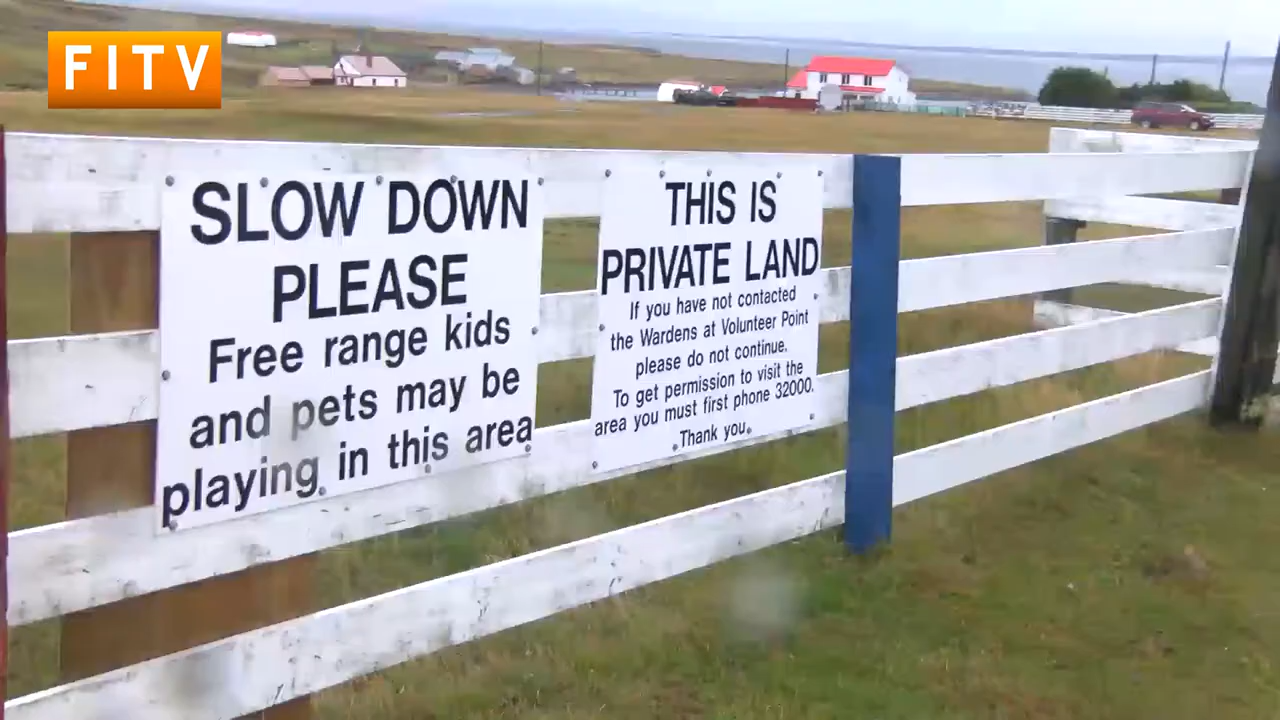 FITV
SLOW DOWN
PLEASE
Free range kids
and pets may be
playing in this area
THIS IS
PRIVATE LAND
If you have not contacted
the Wardens at Volunteer Point
please do not continue.
To get permission to visit the
area you must first phone 32000.
Thank you.